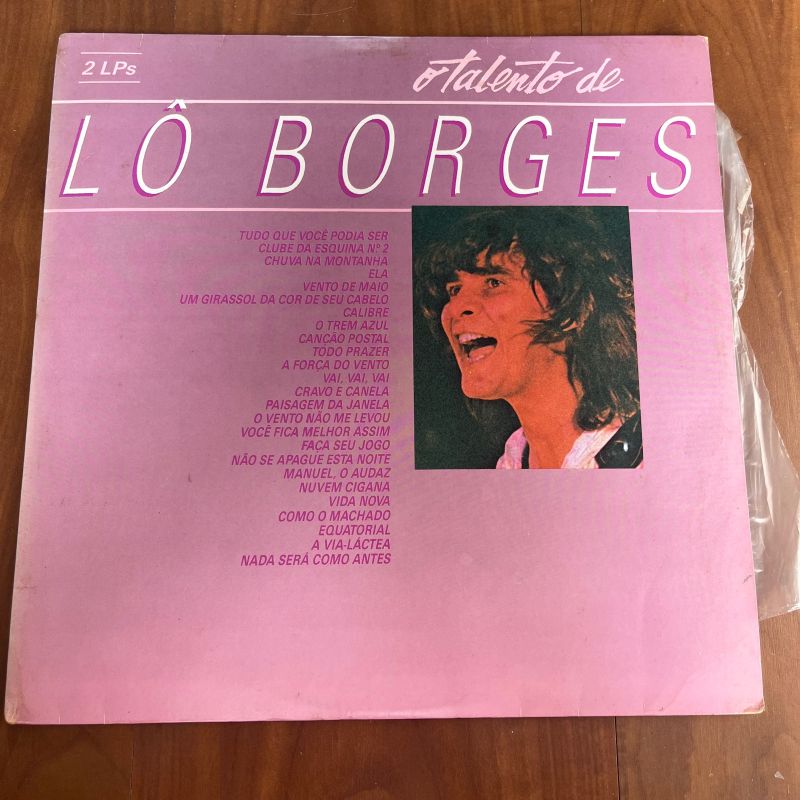 2 LPs
o talento de
LÔ BORGES
TUDO QUE VOCÊ PODIA SER
CLUBE DA ESQUINA Nº 2
CHUVA NA MONTANHA
ELA
VENTO DE MAIO
UM GIRASSOL DA COR DE SEU CABELO
CALIBRE
O TREM AZUL
CANÇÃO POSTAL
TODO PRAZER
A FORÇA DO VENTO
VAI, VAI, VAI
CRAVO E CANELA
PAISAGEM DA JANELA
O VENTO NÃO ME LEVOU
VOCÊ FICA MELHOR ASSIM
FAÇA SEU JOGO
NÃO SE APAGUE ESTA NOITE
MANUEL, O AUDAZ
NUVEM CIGANA
VIDA NOVA
COMO O MACHADO
EQUATORIAL
A VIA-LÁCTEA
NADA SERÁ COMO ANTES